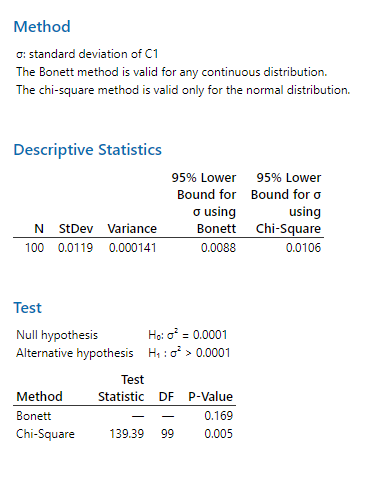 Method
σ: standard deviation of C1
The Bonett method is valid for any continuous distribution.
The chi-square method is valid only for the normal distribution.
Descriptive Statistics
95% Lower 95% Lower
Bound for Bound for σ
σ using using
N StDev Variance Bonett Chi-Square
100 0.0119 0.000141 0.0088 0.0106
Test
Null hypothesis H₀: σ² = 0.0001
Alternative hypothesis H₁ : σ² > 0.0001
Test
Method Statistic DF P-Value
Bonett — — 0.169
Chi-Square 139.39 99 0.005